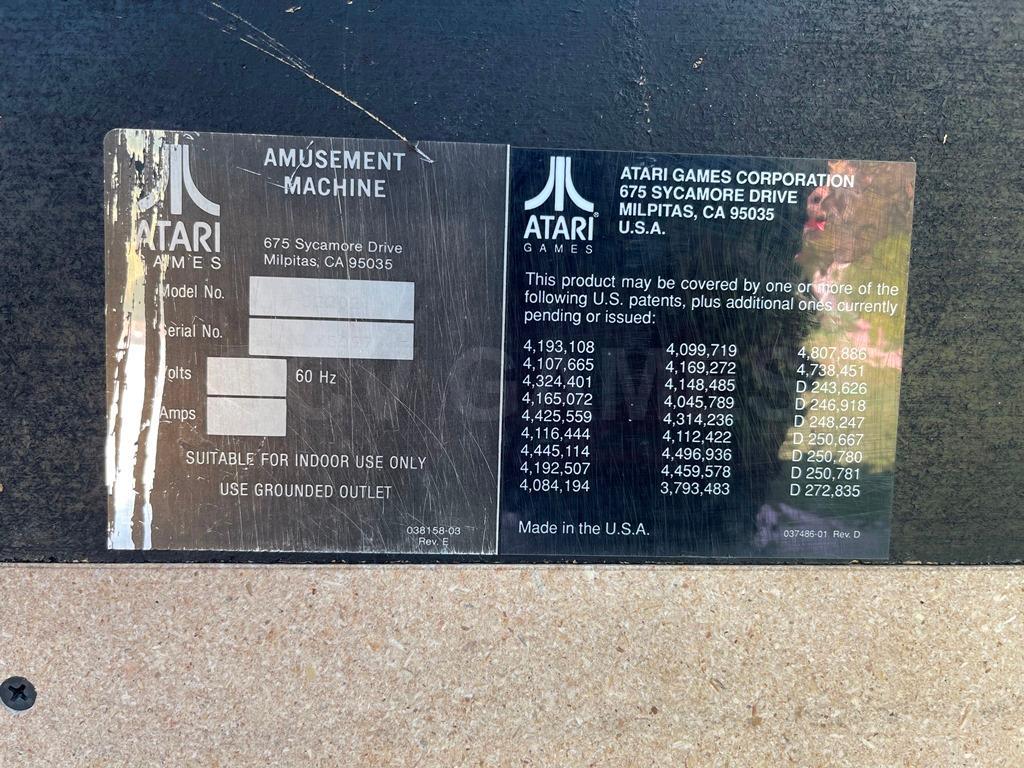 AMUSEMENT
MACHINE
ATARI
675 Sycamore Drive
Milpitas, CA 95035
Model No.
Serial No.
Volts
60 Hz
Amps
SUITABLE FOR INDOOR USE ONLY
USE GROUNDED OUTLET
038158-03
Rev. E
ATARI®
GAMES
ATARI GAMES CORPORATION
675 SYCAMORE DRIVE
MILPITAS, CA 95035
U.S.A.
This product may be covered by one or more of the
following U.S. patents, plus additional ones currently
pending or issued:
4,193,108 4,099,719 4,807,886
4,107,665 4,169,272 4,738,451
4,324,401 4,148,485 D 243,626
4,165,072 4,045,789 D 246,918
4,425,559 4,314,236 D 248,247
4,116,444 4,112,422 D 250,667
4,445,114 4,496,936 D 250,780
4,192,507 4,459,578 D 250,781
4,084,194 3,793,483 D 272,835
Made in the U.S.A.
037486-01 Rev. D